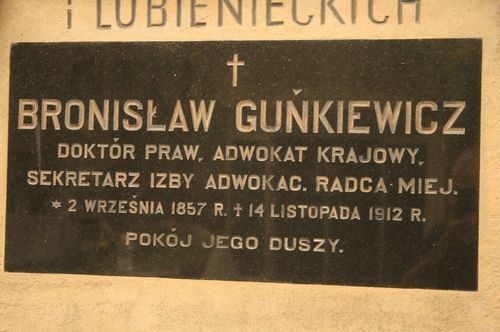 i LUBIENIECKICH
BRONISŁAW GUŃKIEWICZ
DOKTÓR PRAW, ADWOKAT KRAJOWY,
SEKRETARZ IZBY ADWOKAC. RADCA MIEJ.
* 2 WRZEŚNIA 1857 R. † 14 LISTOPADA 1912 R.
POKÓJ JEGO DUSZY.